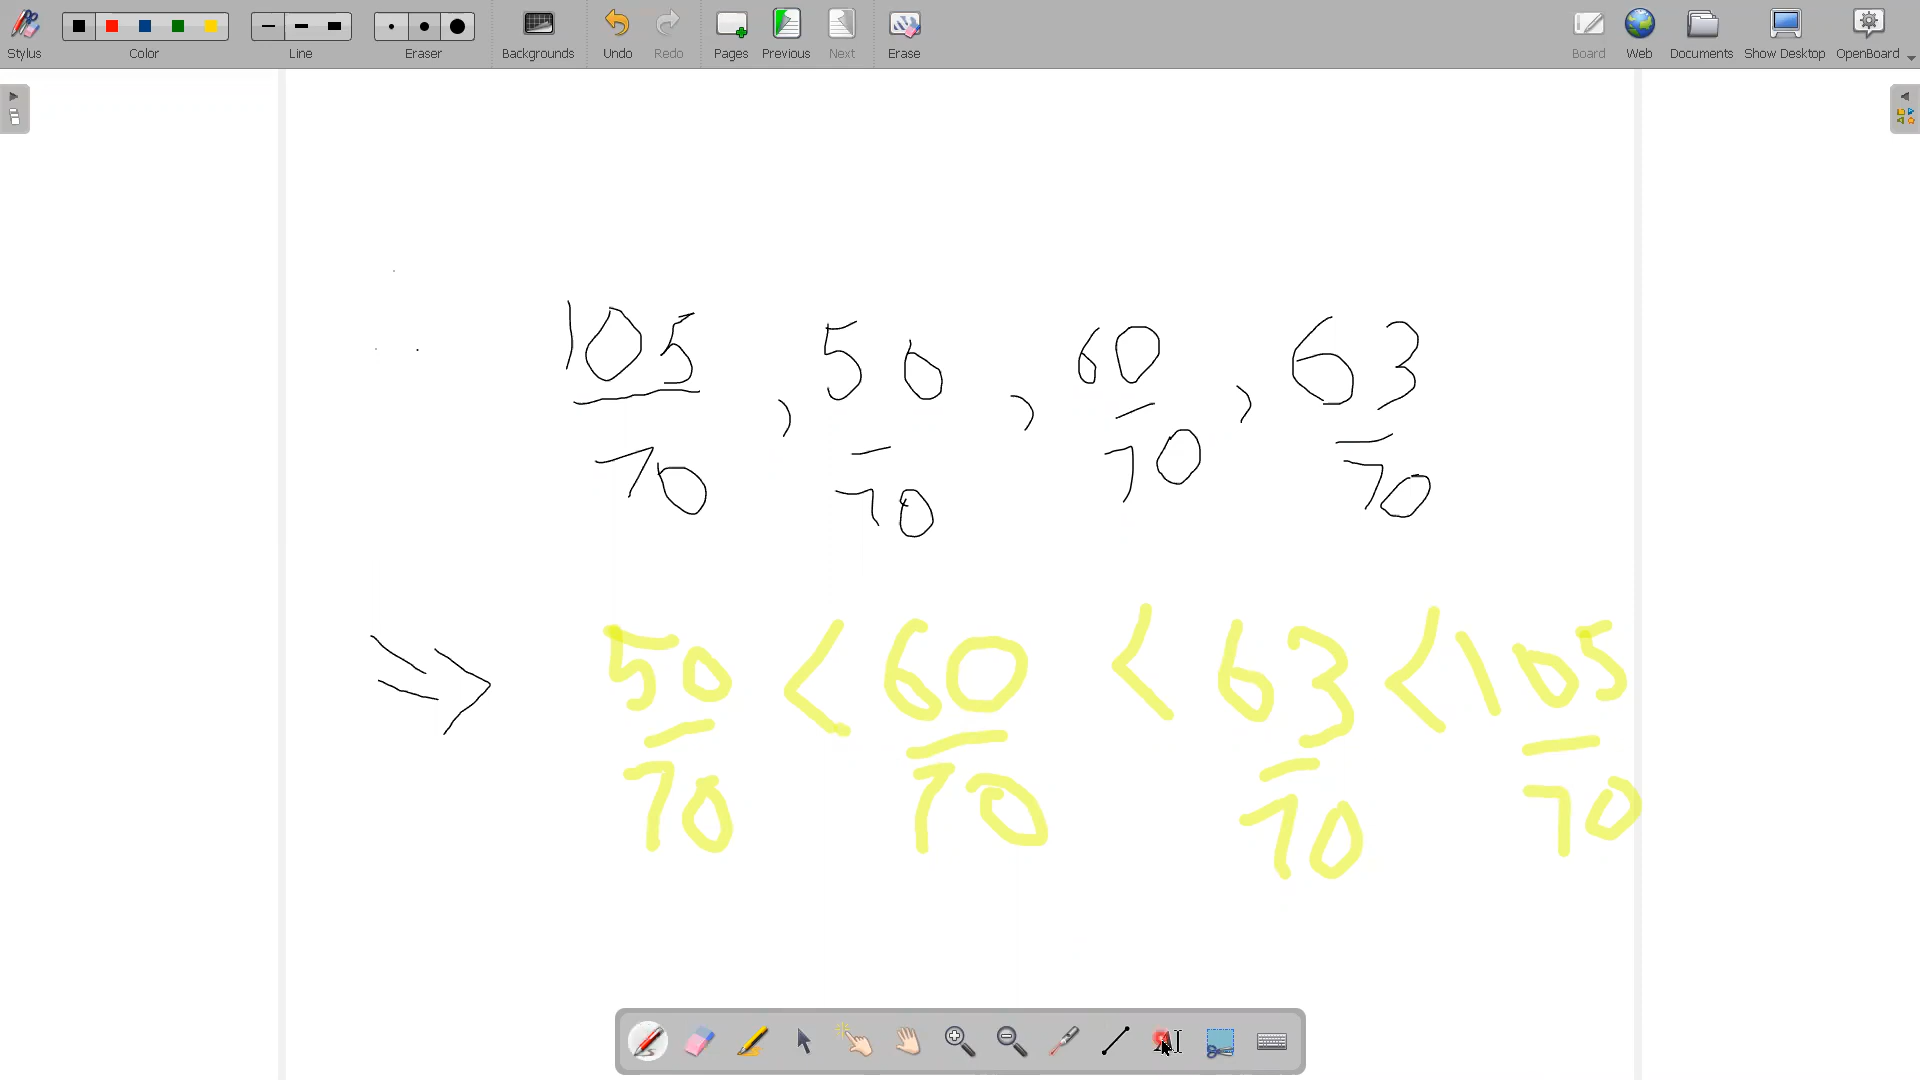 Stylus Color Line Eraser Backgrounds Undo Redo Pages Previous Next Erase Board Web Documents Show Desktop OpenBoard
105 , 50 , 60 , 63
70 70 70 70
⇒ 50 < 60 < 63 < 105
70 70 70 70